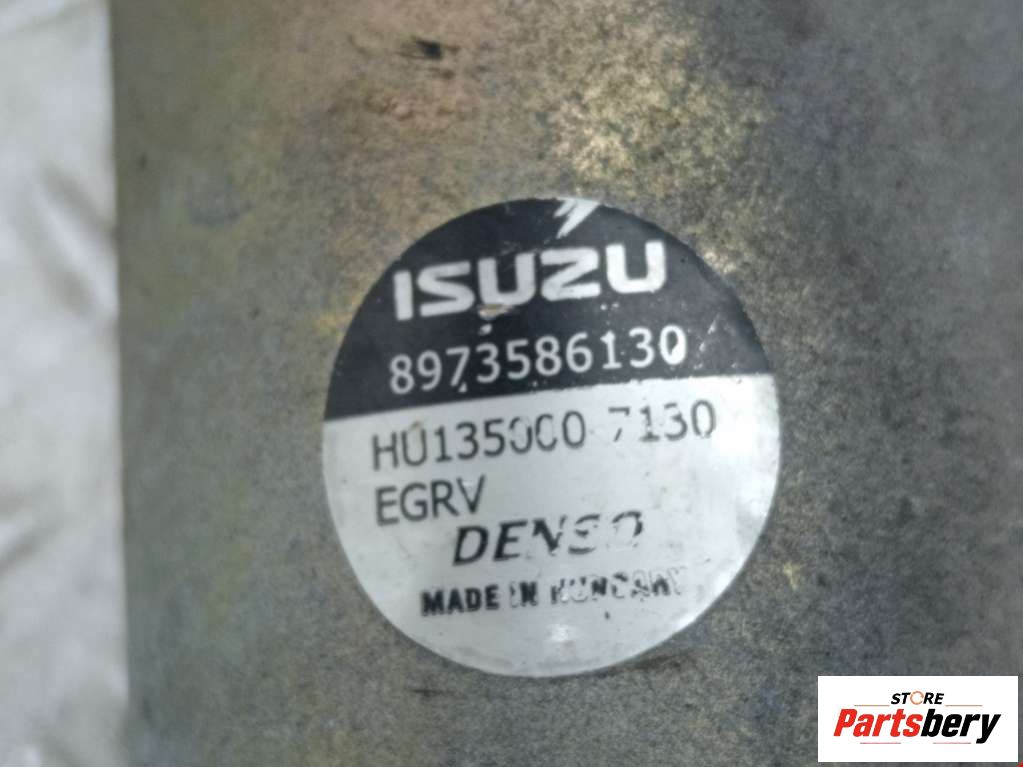 ISUZU
8973586130
HU135000-7130
EGRV
DENSO
MADE IN HUNGARY
STORE
Partsbery